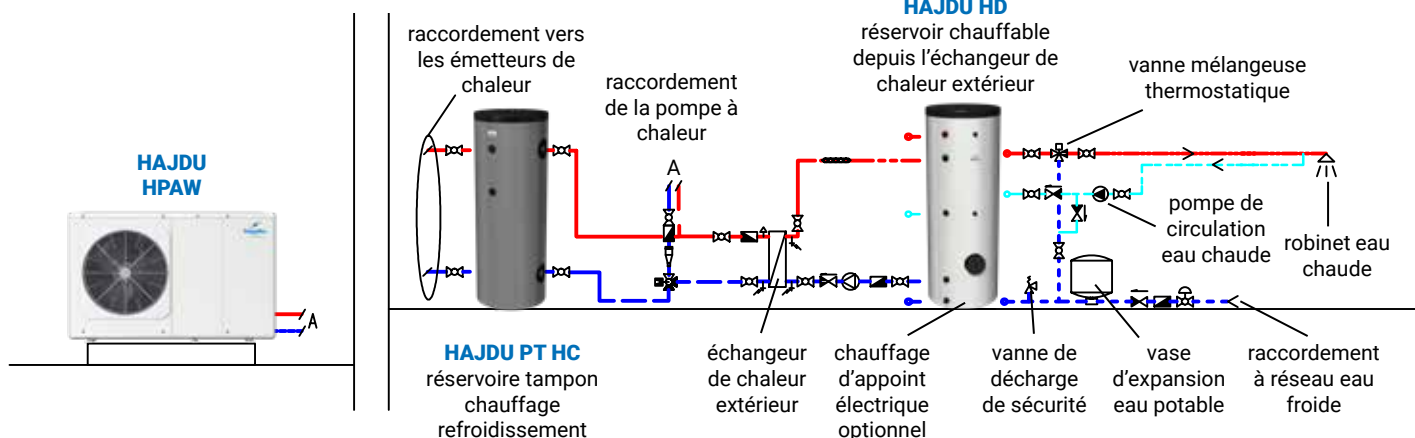 HAJDU
HPAW
A
raccordement vers
les émetteurs de
chaleur
raccordement
de la pompe à
chaleur
A
HAJDU HD
réservoir chauffable
depuis l'échangeur de
chaleur extérieur
vanne mélangeuse
thermostatique
pompe de
circulation
eau chaude
robinet eau
chaude
HAJDU PT HC
réservoire tampon
chauffage
refroidissement
échangeur
de chaleur
extérieur
chauffage
d'appoint
électrique
optionnel
vanne de
décharge
de sécurité
vase
d'expansion
eau potable
raccordement
à réseau eau
froide